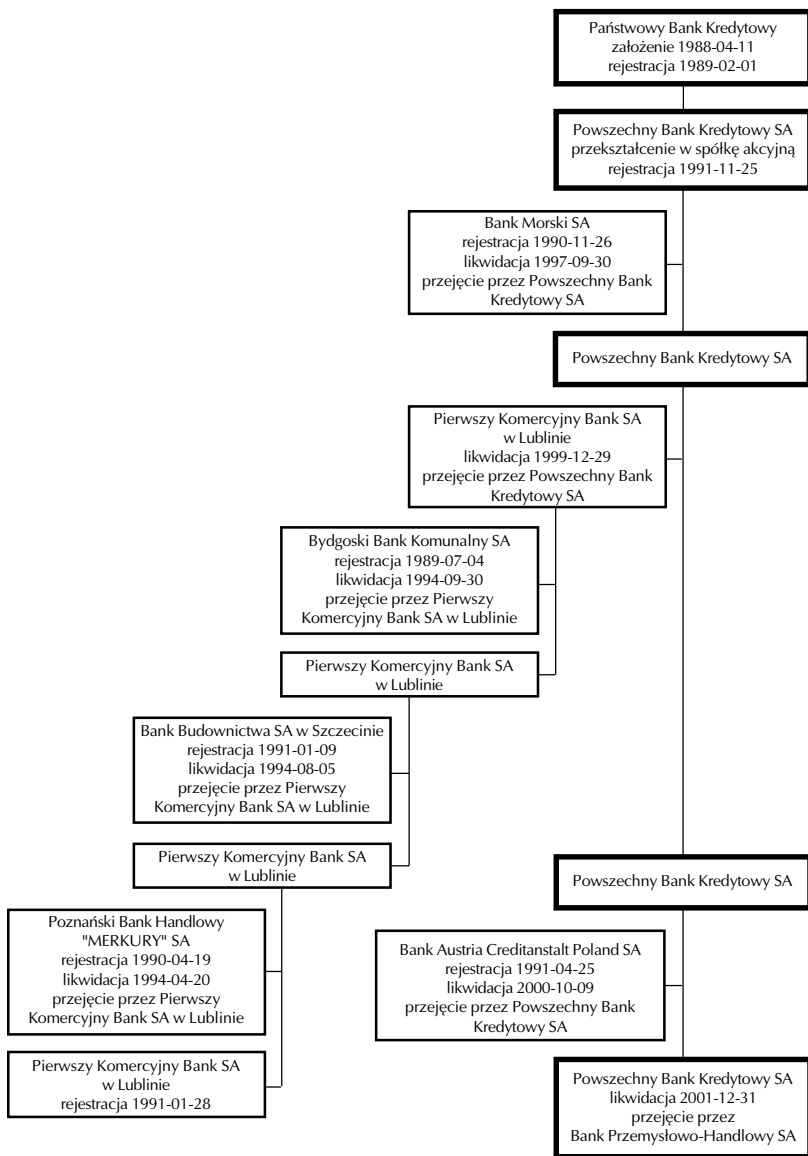 Państwowy Bank Kredytowy
założenie 1988-04-11
rejestracja 1989-02-01
Powszechny Bank Kredytowy SA
przekształcenie w spółkę akcyjną
rejestracja 1991-11-25
Bank Morski SA
rejestracja 1990-11-26
likwidacja 1997-09-30
przejęcie przez Powszechny Bank
Kredytowy SA
Powszechny Bank Kredytowy SA
Pierwszy Komercyjny Bank SA
w Lublinie
likwidacja 1999-12-29
przejęcie przez Powszechny Bank
Kredytowy SA
Bydgoski Bank Komunalny SA
rejestracja 1989-07-04
likwidacja 1994-09-30
przejęcie przez Pierwszy
Komercyjny Bank SA w Lublinie
Pierwszy Komercyjny Bank SA
w Lublinie
Bank Budownictwa SA w Szczecinie
rejestracja 1991-01-09
likwidacja 1994-08-05
przejęcie przez Pierwszy
Komercyjny Bank SA w Lublinie
Pierwszy Komercyjny Bank SA
w Lublinie
Powszechny Bank Kredytowy SA
Poznański Bank Handlowy
"MERKURY" SA
rejestracja 1990-04-19
likwidacja 1994-04-20
przejęcie przez Pierwszy
Komercyjny Bank SA w Lublinie
Bank Austria Creditanstalt Poland SA
rejestracja 1991-04-25
likwidacja 2000-10-09
przejęcie przez Powszechny Bank
Kredytowy SA
Pierwszy Komercyjny Bank SA
w Lublinie
rejestracja 1991-01-28
Powszechny Bank Kredytowy SA
likwidacja 2001-12-31
przejęcie przez
Bank Przemysłowo-Handlowy SA